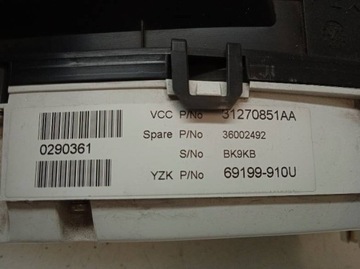 VCC P/No 31270851AA
Spare P/No 36002492
0290361
S/No BK9KB
YZK P/No 69199-910U